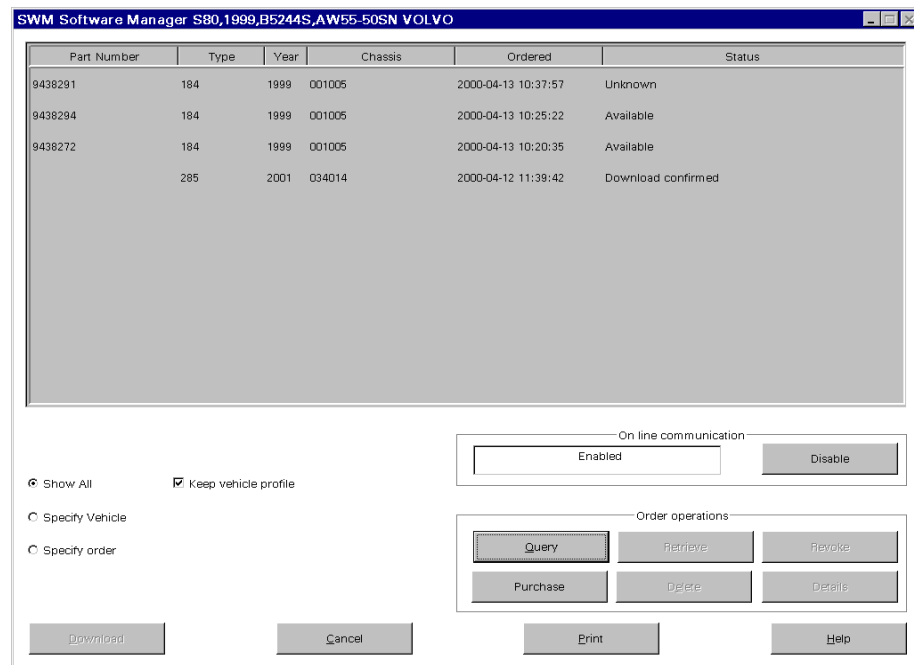 SWM Software Manager S80,1999,B5244S,AW55-50SN VOLVO
Part Number Type Year Chassis Ordered Status
9438291 184 1999 001005 2000-04-13 10:37:57 Unknown
9438294 184 1999 001005 2000-04-13 10:25:22 Available
9438272 184 1999 001005 2000-04-13 10:20:35 Available
285 2001 034014 2000-04-12 11:39:42 Download confirmed
On line communication
Enabled Disable
Show All Keep vehicle profile
Specify Vehicle
Order operations
Specify order
Query Retrieve Revoke
Purchase Delete Details
Download Cancel Print Help